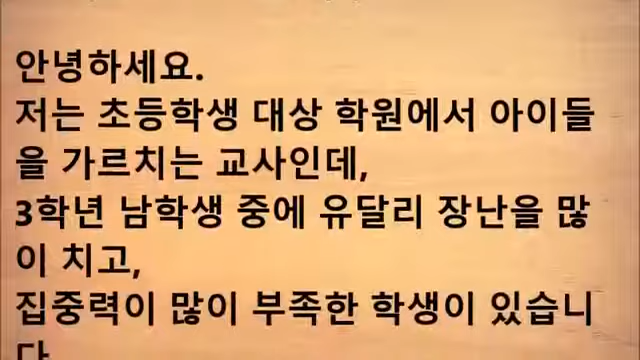 안녕하세요.
저는 초등학생 대상 학원에서 아이들
을 가르치는 교사인데,
3학년 남학생 중에 유달리 장난을 많
이 치고,
집중력이 많이 부족한 학생이 있습니
다